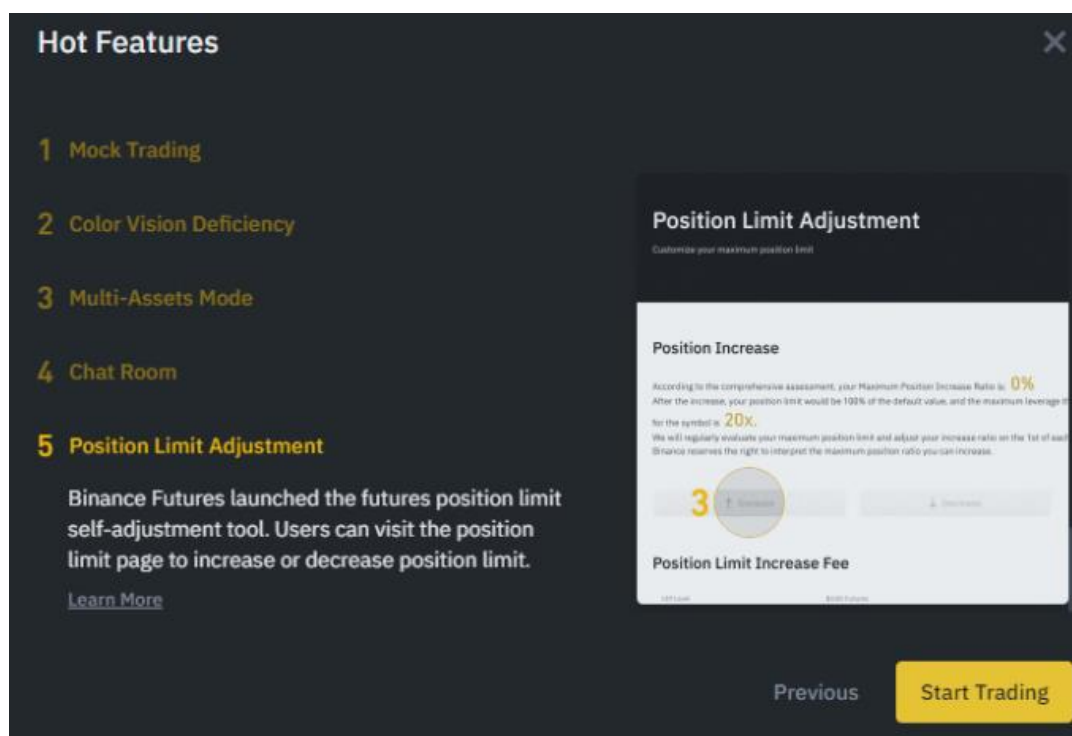 Hot Features
1 Mock Trading
2 Color Vision Deficiency
3 Multi-Assets Mode
4 Chat Room
5 Position Limit Adjustment
Binance Futures launched the futures position limit
self-adjustment tool. Users can visit the position
limit page to increase or decrease position limit.
Learn More
Position Limit Adjustment
Customize your maximum position limit
Position Increase
According to the comprehensive assessment, your Maximum Position Increase Ratio is: 0%
After the increase, your position limit would be 100% of the default value, and the maximum leverage
for the symbol is 20x.
We will regularly evaluate your maximum position limit and adjust your increase ratio on the 1st of each
Binance reserves the right to interpret the maximum position ratio you can increase.
3 Increase
Decrease
Position Limit Increase Fee
Previous
Start Trading